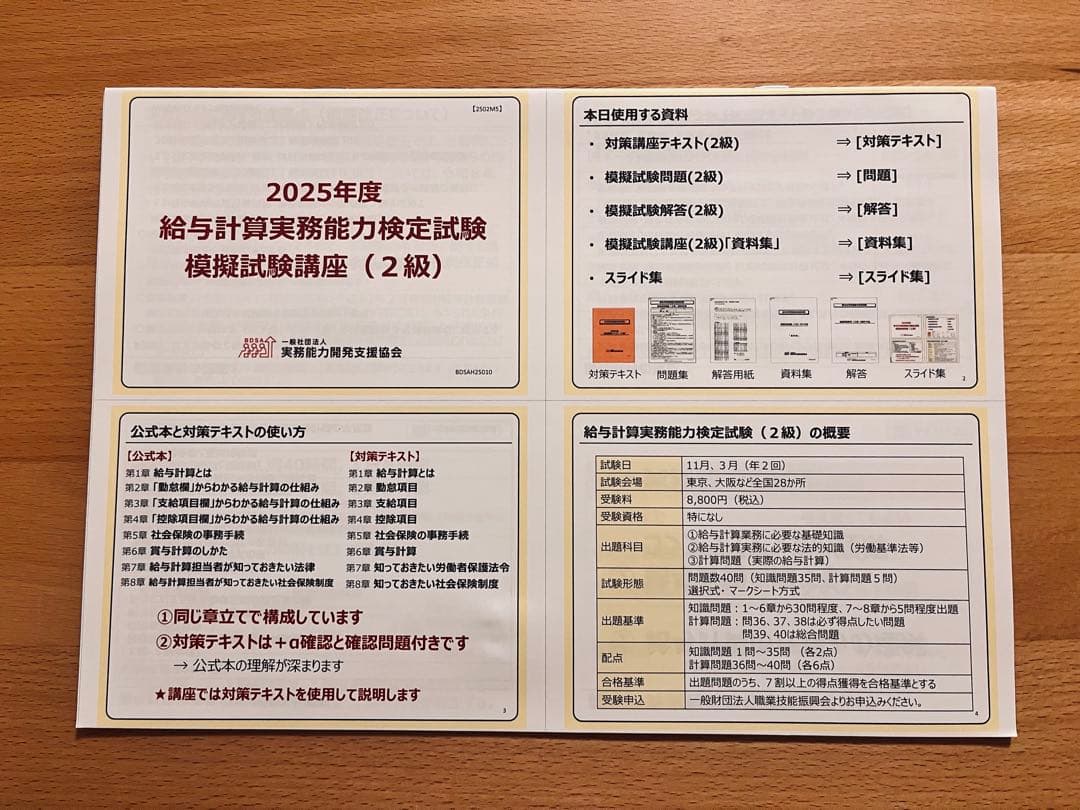 【2502M5】
2025年度
給与計算実務能力検定試験
模擬試験講座（２級）
BDSA
一般社団法人
実務能力開発支援協会
BDSAH25010
本日使用する資料
・ 対策講座テキスト(2級) ⇒ [対策テキスト]
・ 模擬試験問題(2級) ⇒ [問題]
・ 模擬試験解答(2級) ⇒ [解答]
・ 模擬試験講座(2級)「資料集」 ⇒ [資料集]
・ スライド集 ⇒ [スライド集]
対策テキスト 問題集 解答用紙 資料集 解答 スライド集
2
公式本と対策テキストの使い方
【公式本】
第1章 給与計算とは
第2章 「勤怠欄」からわかる給与計算の仕組み
第3章 「支給項目欄」からわかる給与計算の仕組み
第4章 「控除項目欄」からわかる給与計算の仕組み
第5章 社会保険の事務手続
第6章 賞与計算のしかた
第7章 給与計算担当者が知っておきたい法律
第8章 給与計算担当者が知っておきたい社会保険制度
【対策テキスト】
第1章 給与計算とは
第2章 勤怠項目
第3章 支給項目
第4章 控除項目
第5章 社会保険の事務手続
第6章 賞与計算
第7章 知っておきたい労働者保護法令
第8章 知っておきたい社会保険制度
①同じ章立てで構成しています
②対策テキストは＋α確認と確認問題付きです
→ 公式本の理解が深まります
★講座では対策テキストを使用して説明します
3
給与計算実務能力検定試験（２級）の概要
試験日 11月、３月（年２回）
試験会場 東京、大阪など全国28か所
受験料 8,800円（税込）
受験資格 特になし
出題科目 ①給与計算業務に必要な基礎知識
②給与計算実務に必要な法的知識（労働基準法等）
③計算問題（実際の給与計算）
試験形態 問題数40問（知識問題35問、計算問題５問）
選択式・マークシート方式
出題基準 知識問題：1～6章から30問程度、7～8章から5問程度出題
計算問題：問36、37、38は必ず得点したい問題
問39、40は総合問題
配点 知識問題 １問～35問 （各2点）
計算問題36問～40問（各6点）
合格基準 出題問題のうち、７割以上の得点獲得を合格基準とする
受験申込 一般財団法人職業技能振興会よりお申込みください。
4